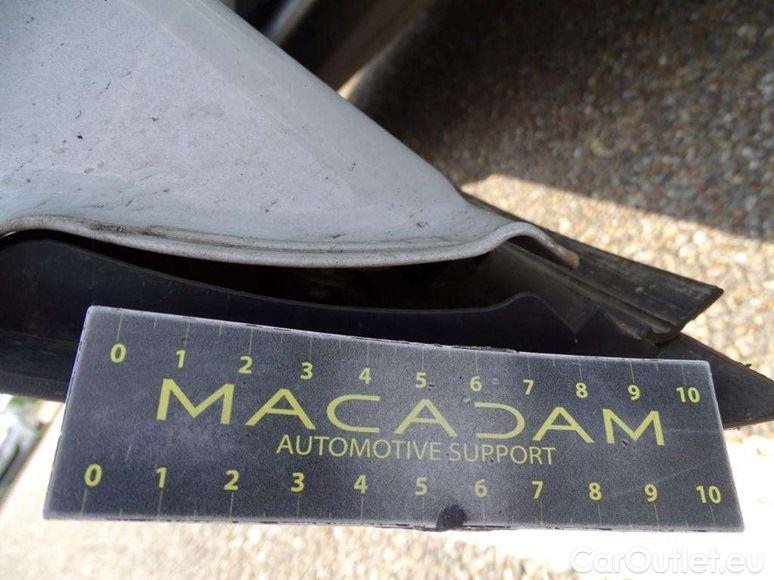 0 1 2 3 4 5 6 7 8 9 10
MACADAM
AUTOMOTIVE SUPPORT
0 1 2 3 4 5 6 7 8 9 10
CarOutlet.eu